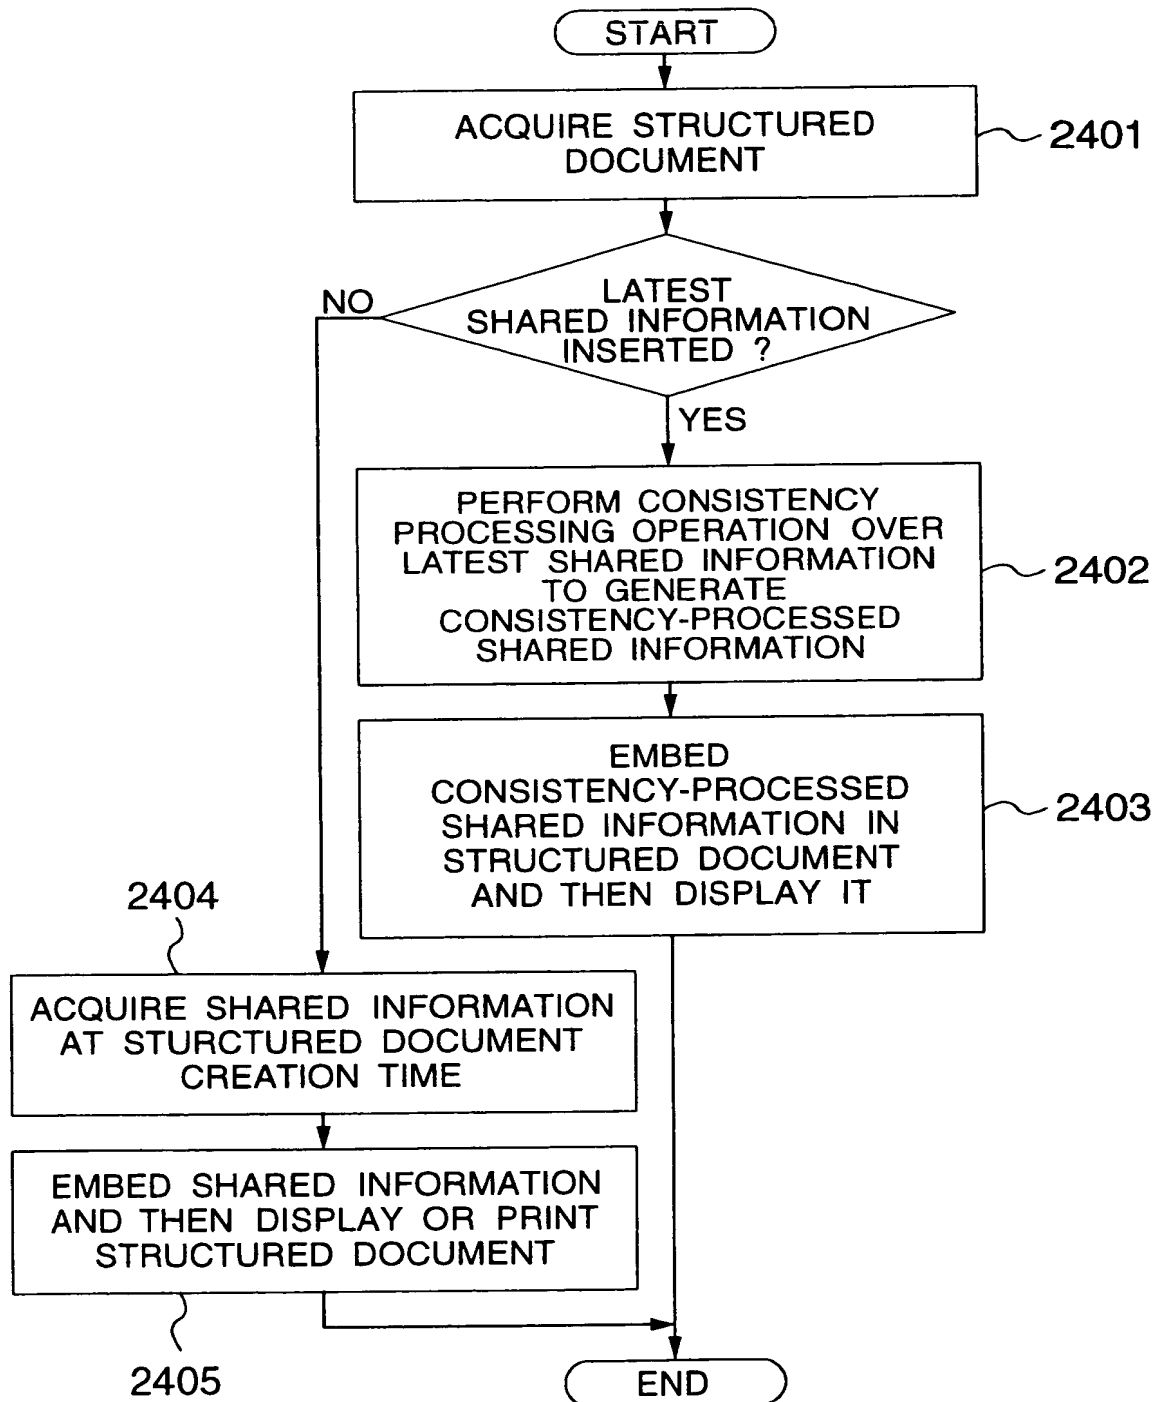 START
ACQUIRE STRUCTURED
DOCUMENT
2401
LATEST
SHARED INFORMATION
INSERTED ?
NO
YES
PERFORM CONSISTENCY
PROCESSING OPERATION OVER
LATEST SHARED INFORMATION
TO GENERATE
CONSISTENCY-PROCESSED
SHARED INFORMATION
2402
EMBED
CONSISTENCY-PROCESSED
SHARED INFORMATION IN
STRUCTURED DOCUMENT
AND THEN DISPLAY IT
2403
2404
ACQUIRE SHARED INFORMATION
AT STURCTURED DOCUMENT
CREATION TIME
EMBED SHARED INFORMATION
AND THEN DISPLAY OR PRINT
STRUCTURED DOCUMENT
2405
END